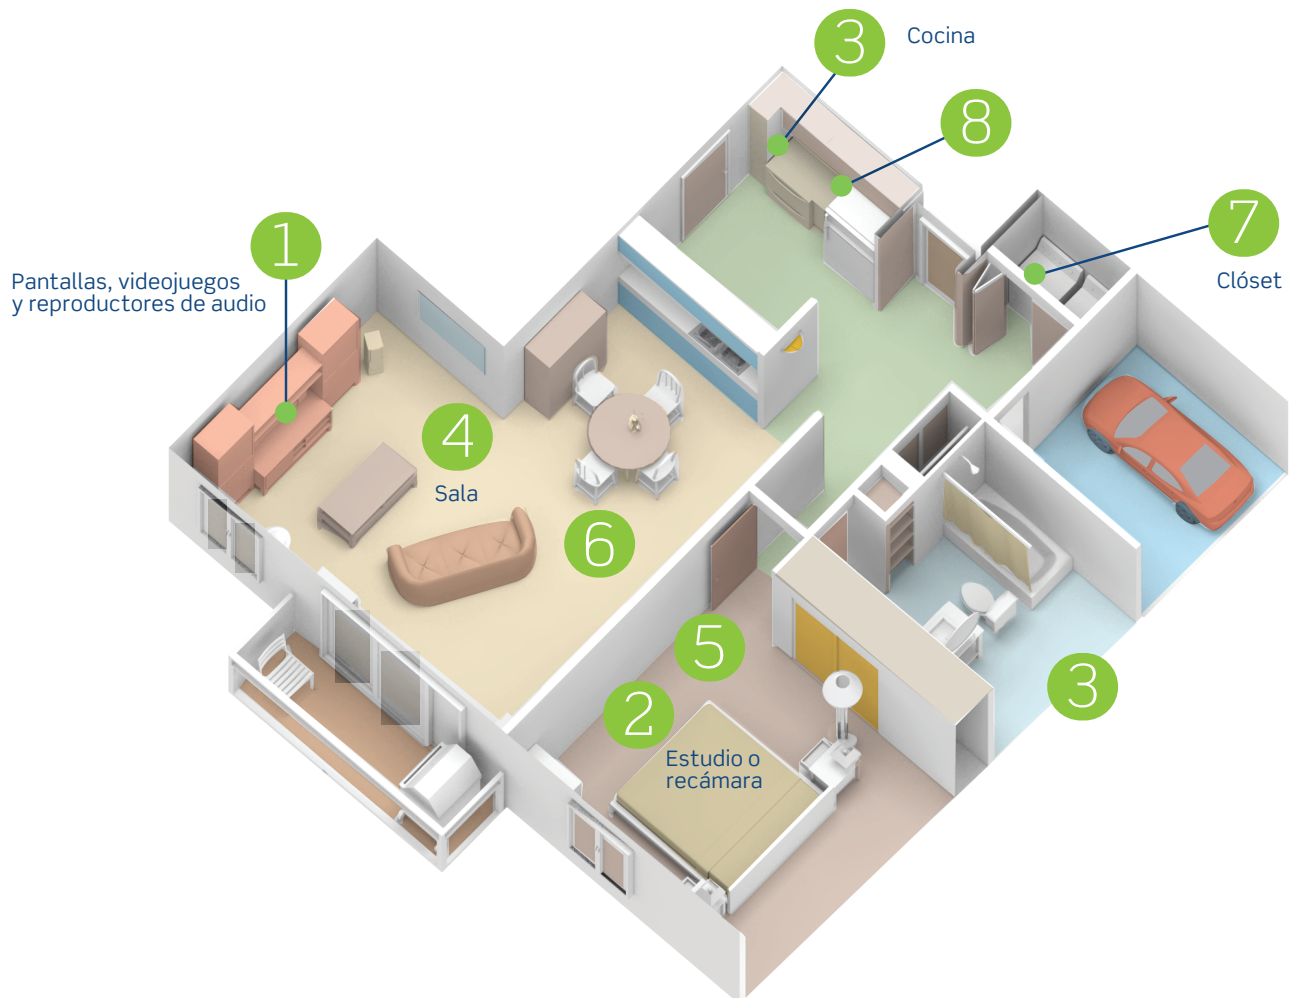 3
Cocina
8
7
Clóset
1
Pantallas, videojuegos
y reproductores de audio
4
Sala
6
5
2
Estudio o
recámara
3